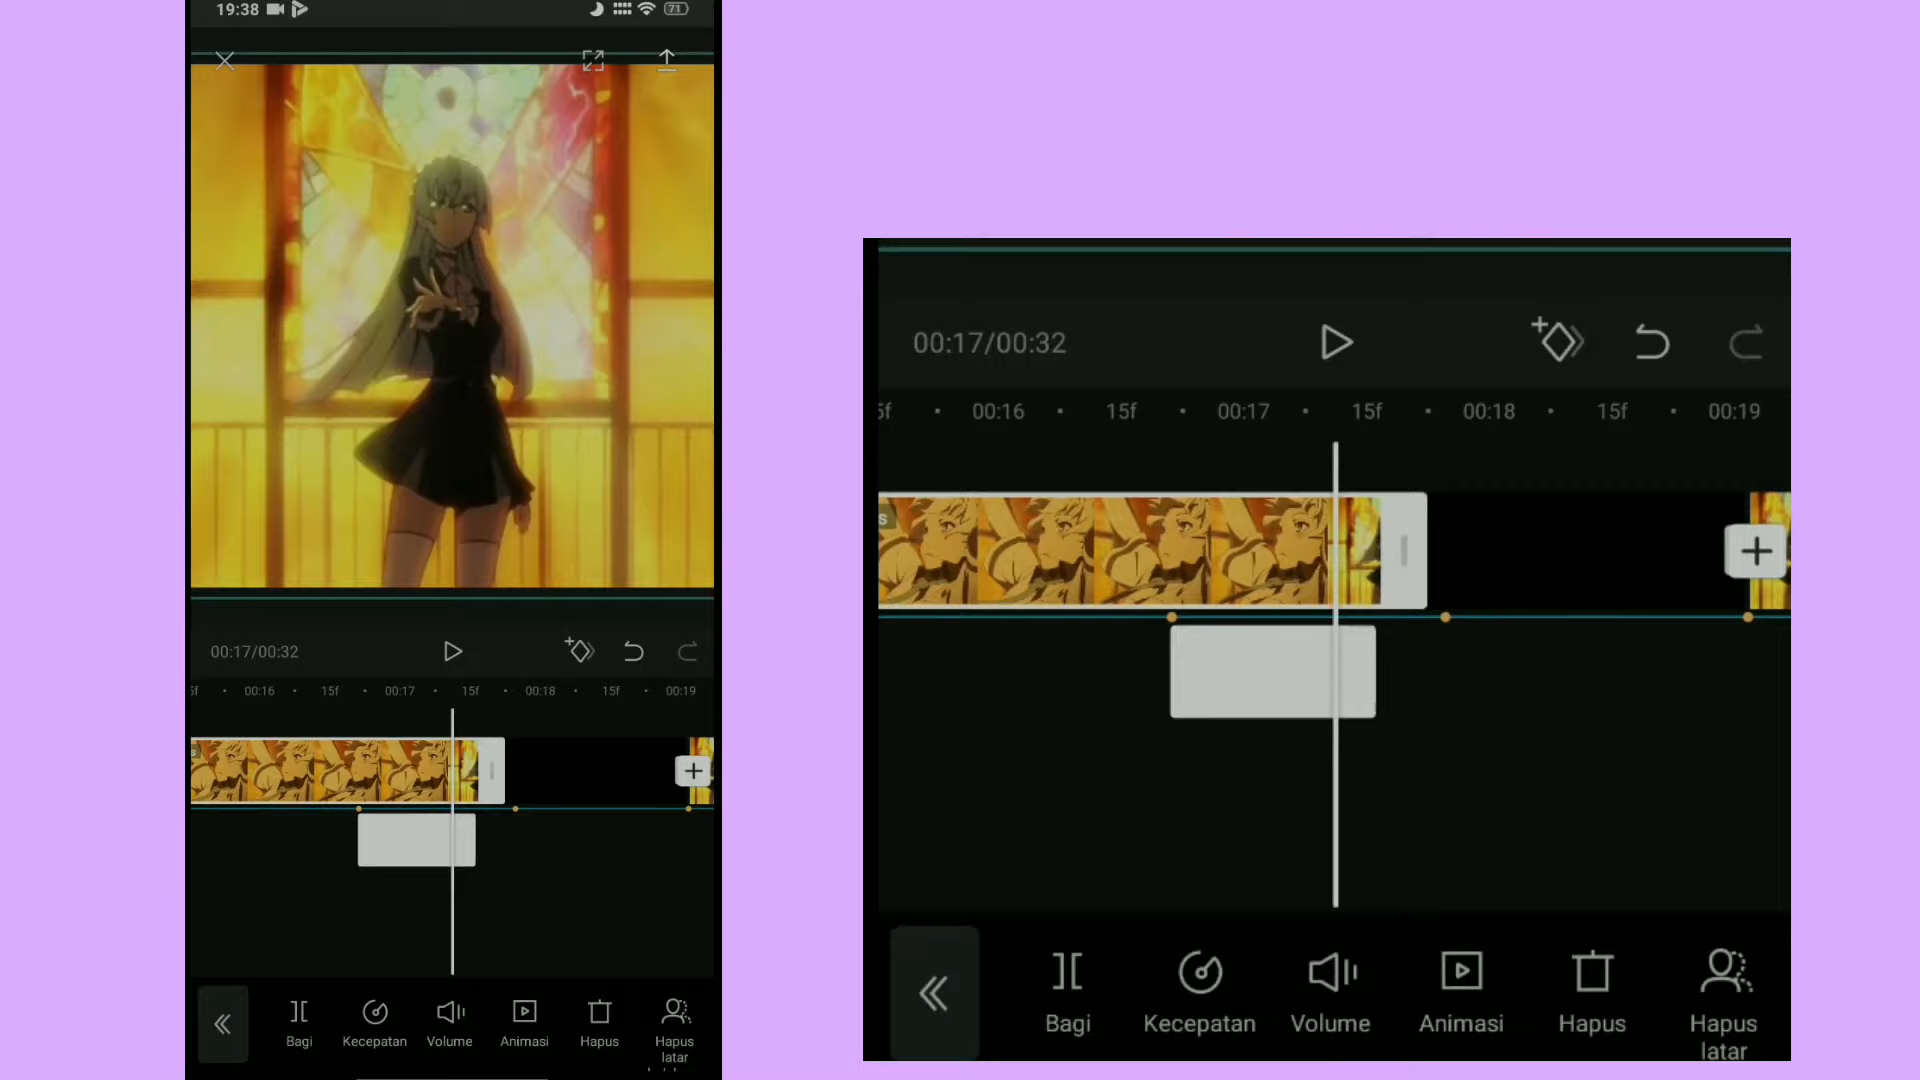 19:38 71
00:17/00:32
5f 00:16 15f 00:17 15f 00:18 15f 00:19
s
Bagi Kecepatan Volume Animasi Hapus Hapus
latar
00:17/00:32
5f 00:16 15f 00:17 15f 00:18 15f 00:19
s
Bagi Kecepatan Volume Animasi Hapus Hapus
latar